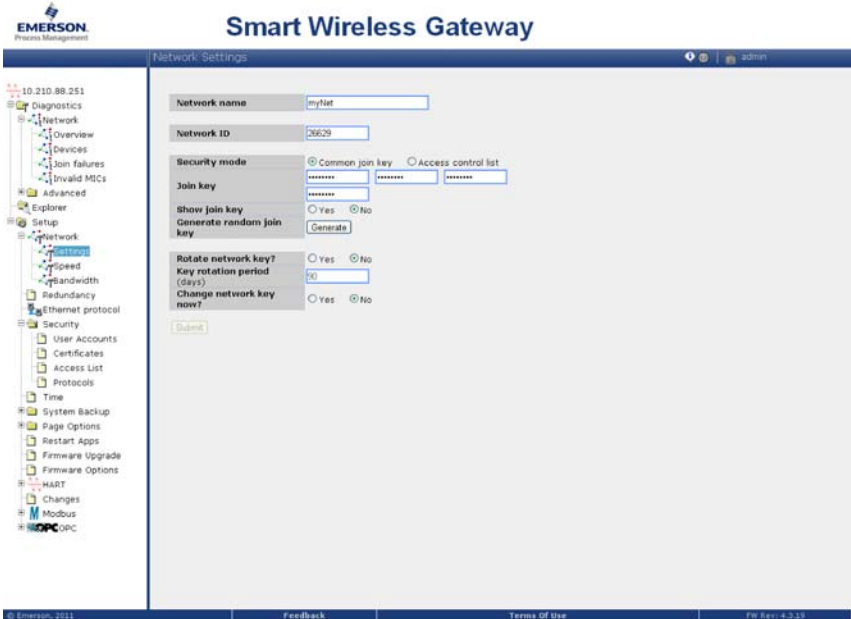 EMERSON.
Process Management
Smart Wireless Gateway
Network Settings
admin
10.210.88.251
Diagnostics
Network
Overview
Devices
Join failures
Invalid MICs
Advanced
Explorer
Setup
Network
Settings
Speed
Bandwidth
Redundancy
Ethernet protocol
Security
User Accounts
Certificates
Access List
Protocols
Time
System Backup
Page Options
Restart Apps
Firmware Upgrade
Firmware Options
HART
Changes
Modbus
OPC OPC
Network name myNet
Network ID 26629
Security mode Common join key Access control list
Join key •••••••• •••••••• ••••••••
••••••••
Show join key Yes No
Generate random join key Generate
Rotate network key? Yes No
Key rotation period (days) 90
Change network key now? Yes No
Submit
© Emerson, 2011 Feedback Terms Of Use FW Rev: 4.3.19